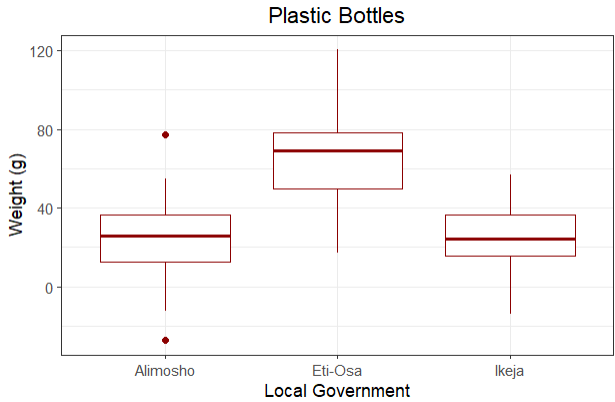 Plastic Bottles
120
80
40
0
Weight (g)
Alimosho Eti-Osa Ikeja
Local Government